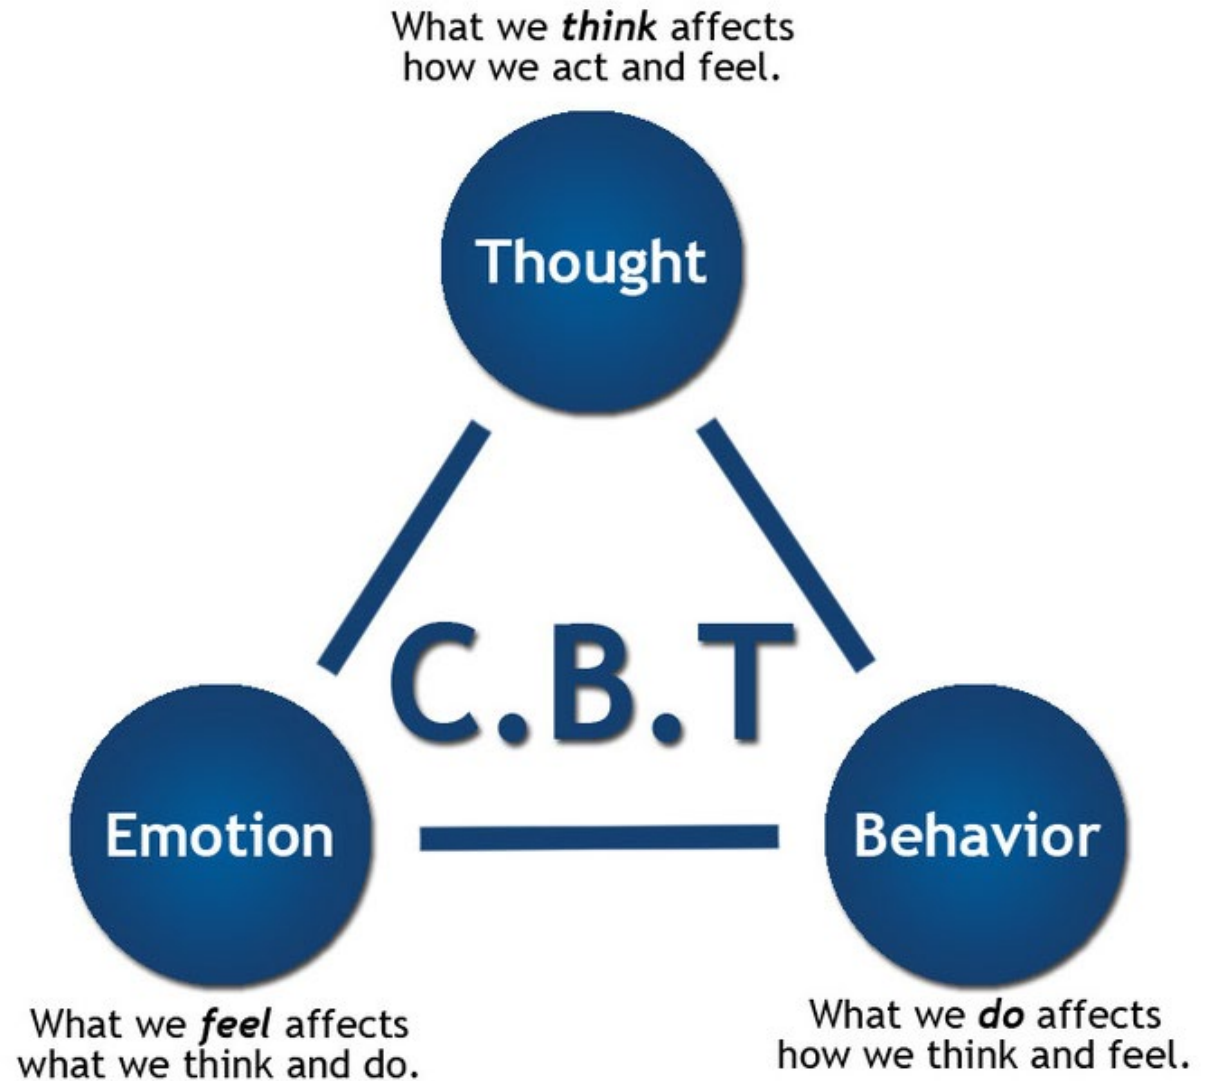 What we think affects
how we act and feel.
Thought
C.B.T
Emotion
Behavior
What we feel affects
what we think and do.
What we do affects
how we think and feel.